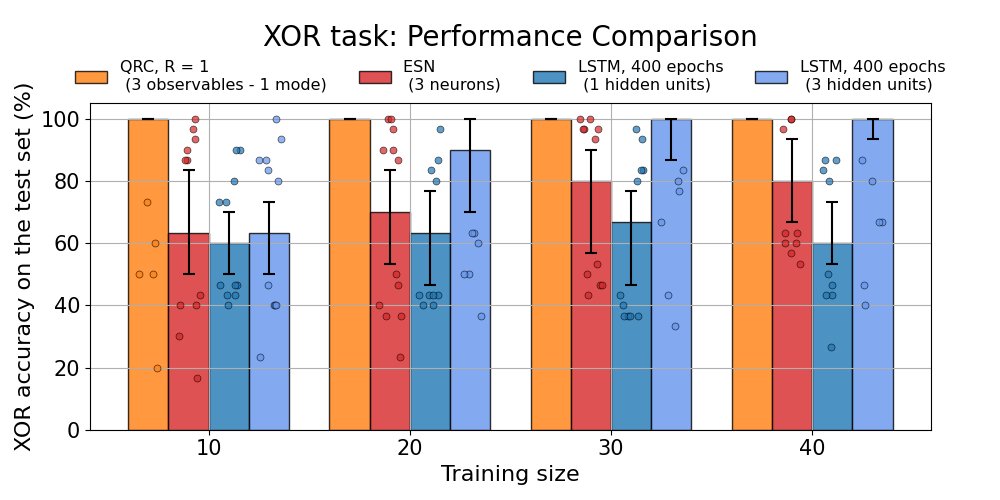 XOR task: Performance Comparison
QRC, R = 1
(3 observables - 1 mode)
ESN
(3 neurons)
LSTM, 400 epochs
(1 hidden units)
LSTM, 400 epochs
(3 hidden units)
XOR accuracy on the test set (%)
100
80
60
40
20
0
10
20
30
40
Training size